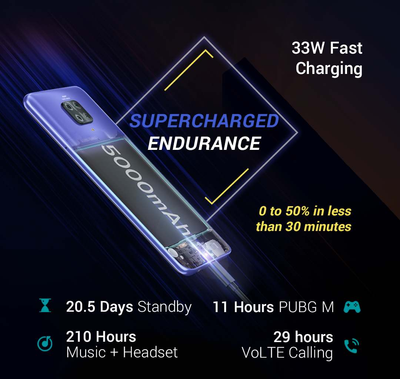 33W Fast
Charging
SUPERCHARGED
ENDURANCE
5000mAh
0 to 50% in less
than 30 minutes
20.5 Days Standby
11 Hours PUBG M
210 Hours
Music + Headset
29 hours
VoLTE Calling